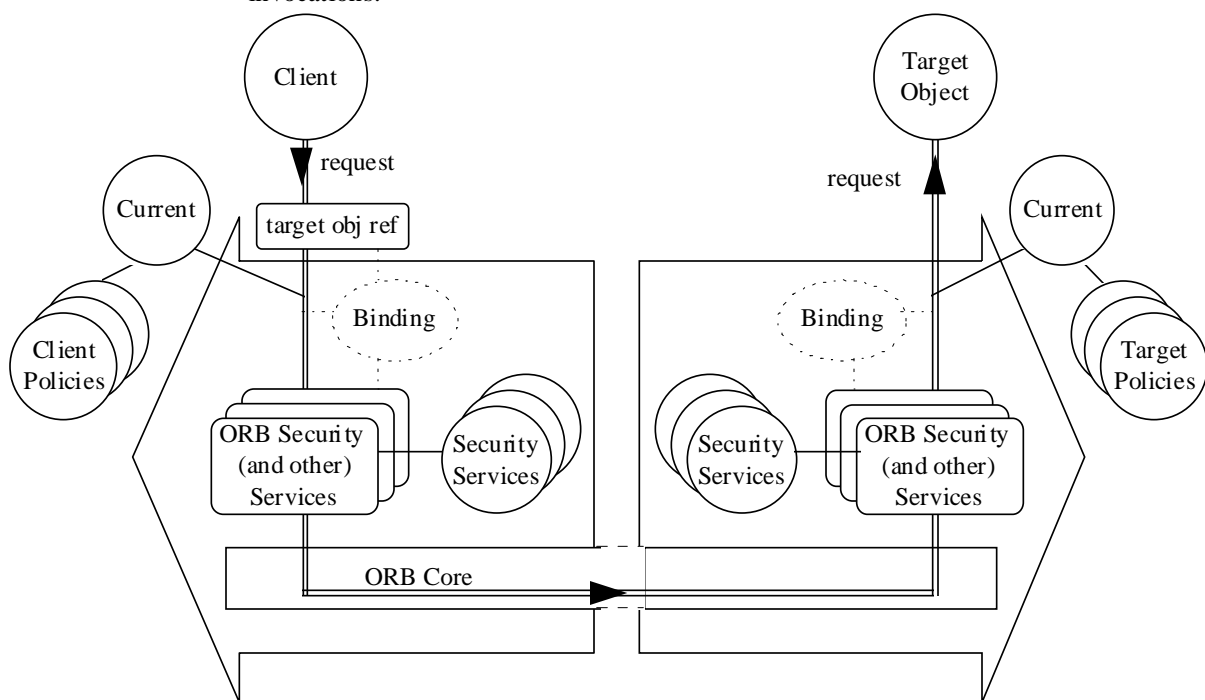 Client
Target
Object
request
request
Current
Current
target obj ref
Binding
Binding
Client
Policies
Target
Policies
ORB Security
(and other)
Services
Security
Services
Security
Services
ORB Security
(and other)
Services
ORB Core